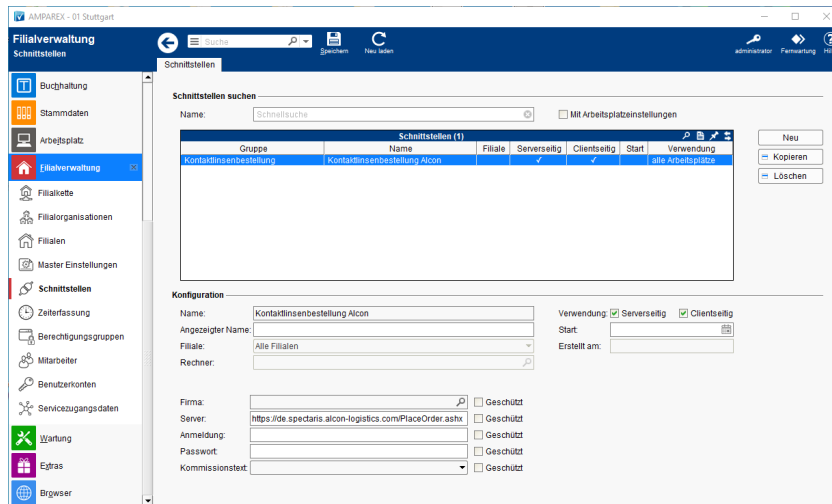 AMPAREX - 01 Stuttgart
Filialverwaltung
Schnittstellen
Suche
Speichern
Neu laden
administrator
Fernwartung
Schnittstellen
Buchhaltung
Stammdaten
Arbeitsplatz
Filialverwaltung
Filialkette
Filialorganisationen
Filialen
Master Einstellungen
Schnittstellen
Zeiterfassung
Berechtigungsgruppen
Mitarbeiter
Benutzerkonten
Servicezugangsdaten
Wartung
Extras
Browser
Schnittstellen suchen
Name: Schnellsuche Mit Arbeitsplatzeinstellungen
Schnittstellen (1)
Gruppe Name Filiale Serverseitig Clientseitig Start Verwendung
Kontaktlinsenbestellung Kontaktlinsenbestellung Alcon ✓ ✓ alle Arbeitsplätze
Neu
Kopieren
Löschen
Konfiguration
Name: Kontaktlinsenbestellung Alcon Verwendung: Serverseitig Clientseitig
Angezeigter Name: Start:
Filiale: Alle Filialen Erstellt am:
Rechner:
Firma: Geschützt
Server: https://de.spectaris.alcon-logistics.com/PlaceOrder.ashx Geschützt
Anmeldung: Geschützt
Passwort: Geschützt
Kommissionstext: Geschützt